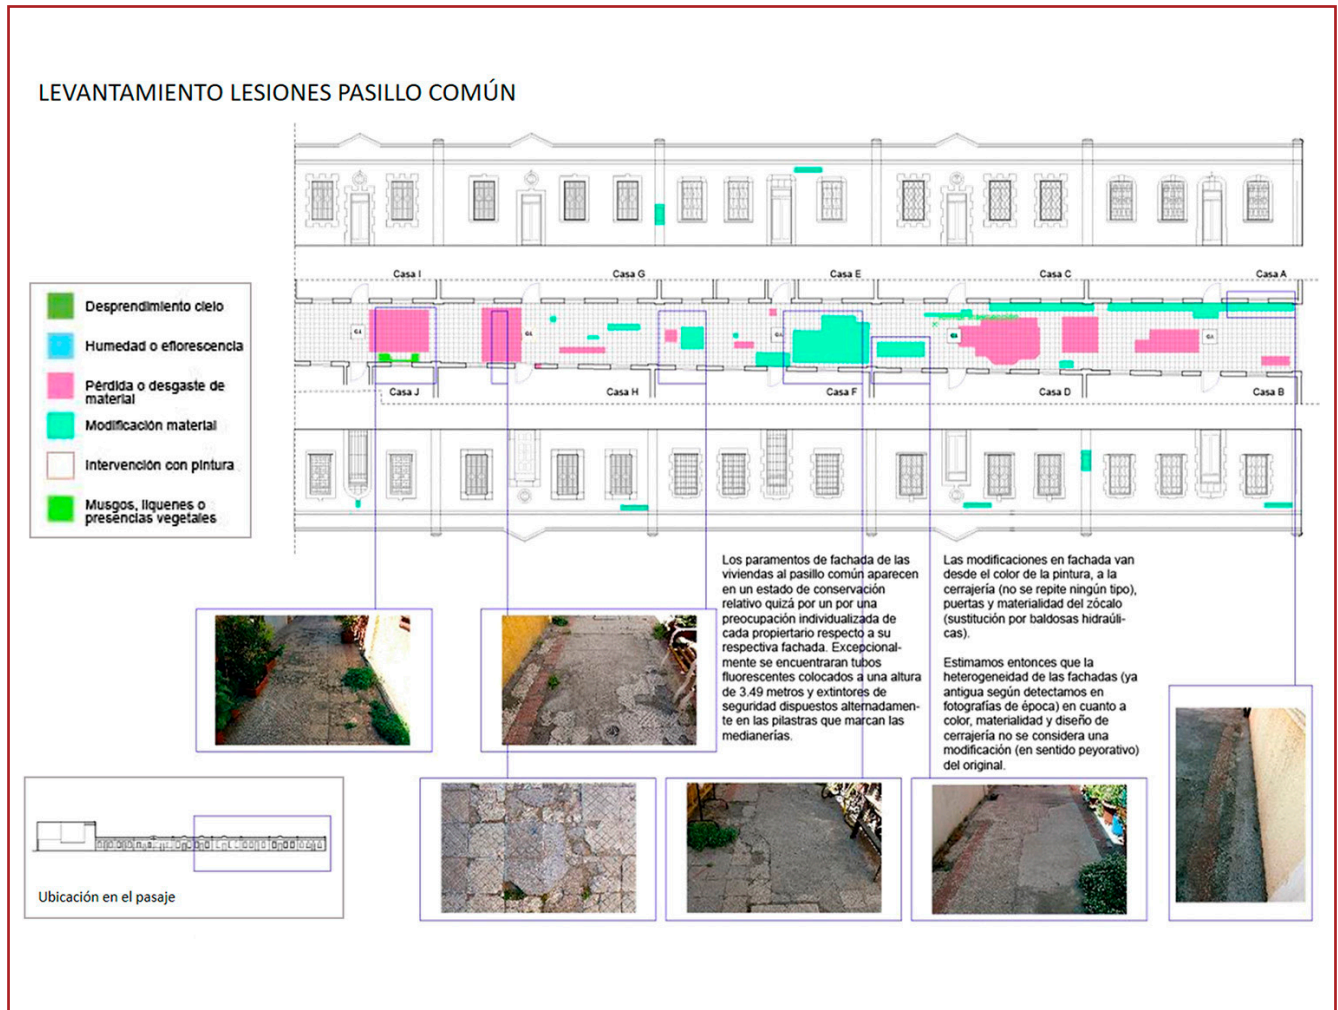 LEVANTAMIENTO LESIONES PASILLO COMÚN
Casa I
Casa G
Casa E
Casa C
Casa A
Desprendimiento cielo
Humedad o eflorescencia
Pérdida o desgaste de
material
Modificación material
Intervención con pintura
Musgos, líquenes o
presencias vegetales
Casa J
Casa H
Casa F
Casa D
Casa B
Los paramentos de fachada de las
viviendas al pasillo común aparecen
en un estado de conservación
relativo quizá por un por una
preocupación individualizada de
cada propiertario respecto a su
respectiva fachada. Excepcional-
mente se encuentraran tubos
fluorescentes colocados a una altura
de 3.49 metros y extintores de
seguridad dispuestos alternadamen-
te en las pilastras que marcan las
medianerías.
Las modificaciones en fachada van
desde el color de la pintura, a la
cerrajería (no se repite ningún tipo),
puertas y materialidad del zócalo
(sustitución por baldosas hidraúli-
cas).
Estimamos entonces que la
heterogeneidad de las fachadas (ya
antigua según detectamos en
fotografías de época) en cuanto a
color, materialidad y diseño de
cerrajería no se considera una
modificación (en sentido peyorativo)
del original.
Ubicación en el pasaje